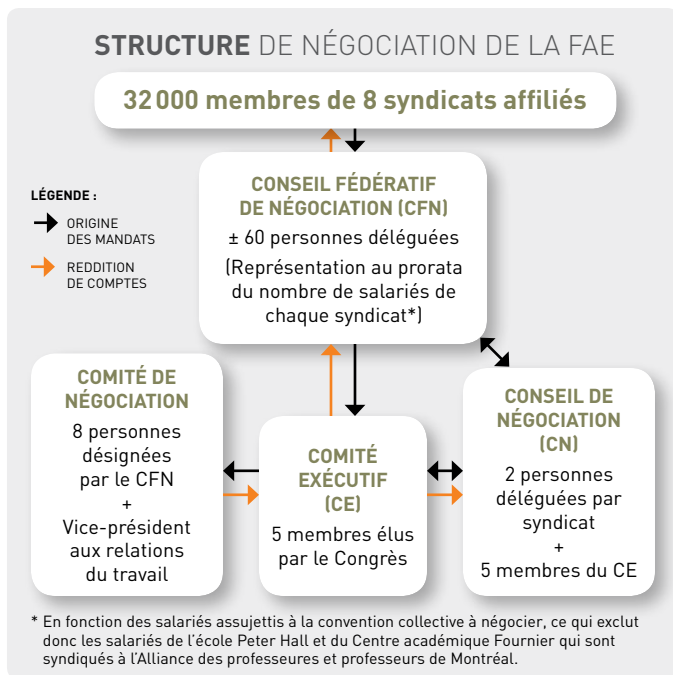 STRUCTURE DE NÉGOCIATION DE LA FAE
32 000 membres de 8 syndicats affiliés
LÉGENDE :
ORIGINE
DES MANDATS
REDDITION
DE COMPTES
CONSEIL FÉDÉRATIF
DE NÉGOCIATION (CFN)
± 60 personnes déléguées
(Représentation au prorata
du nombre de salariés de
chaque syndicat*)
COMITÉ DE
NÉGOCIATION
8 personnes
désignées
par le CFN
+
Vice-président
aux relations
du travail
COMITÉ
EXÉCUTIF
(CE)
5 membres élus
par le Congrès
CONSEIL DE
NÉGOCIATION
(CN)
2 personnes
déléguées par
syndicat
+
5 membres du CE
* En fonction des salariés assujettis à la convention collective à négocier, ce qui exclut
donc les salariés de l'école Peter Hall et du Centre académique Fournier qui sont
syndiqués à l'Alliance des professeures et professeurs de Montréal.